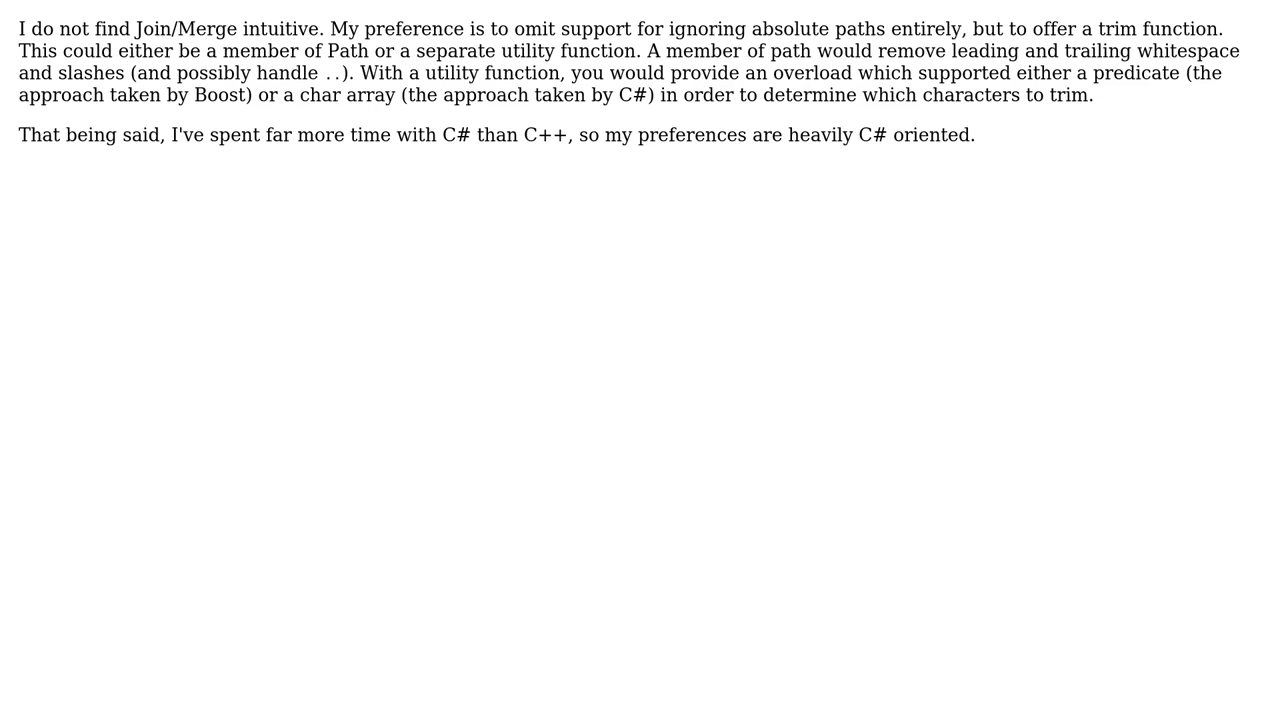 I do not find Join/Merge intuitive. My preference is to omit support for ignoring absolute paths entirely, but to offer a trim function.
This could either be a member of Path or a separate utility function. A member of path would remove leading and trailing whitespace
and slashes (and possibly handle ..). With a utility function, you would provide an overload which supported either a predicate (the
approach taken by Boost) or a char array (the approach taken by C#) in order to determine which characters to trim.
That being said, I've spent far more time with C# than C++, so my preferences are heavily C# oriented.